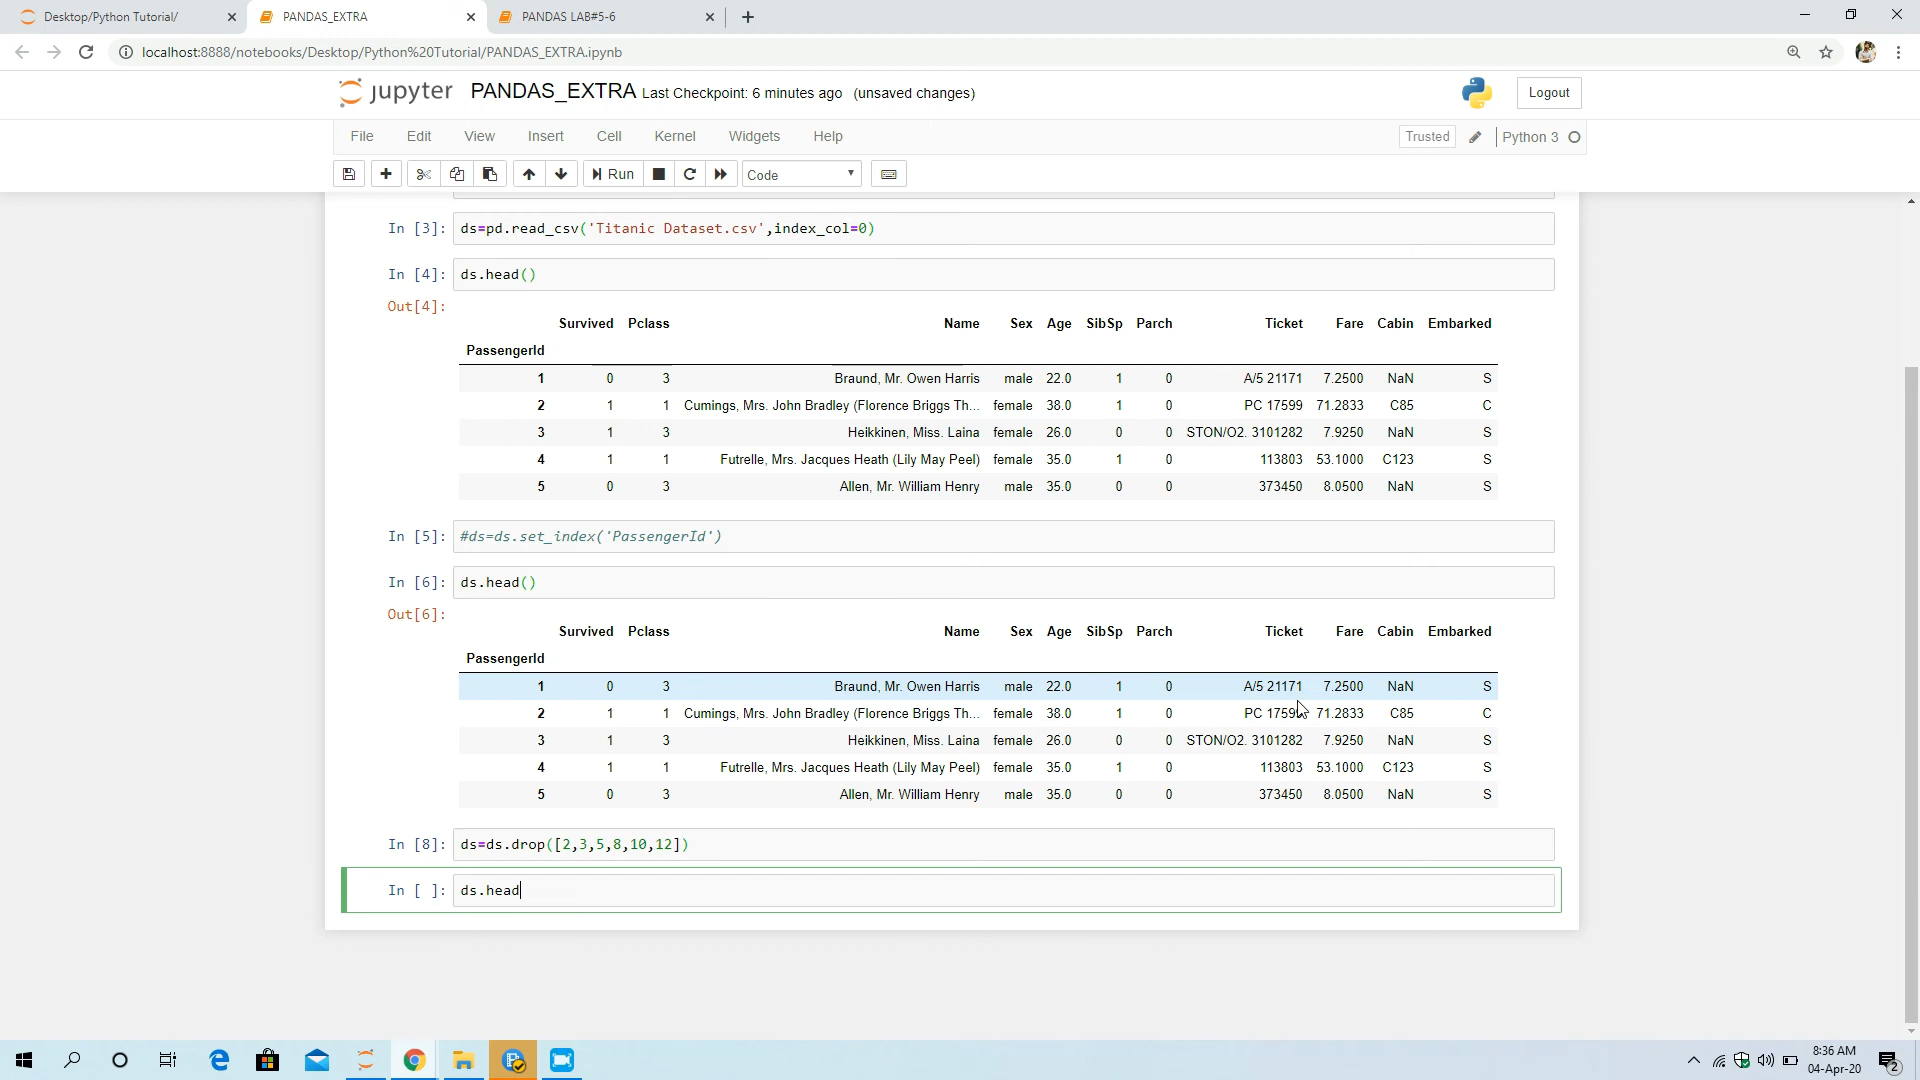 Desktop/Python Tutorial/
PANDAS_EXTRA
PANDAS LAB#5-6
localhost:8888/notebooks/Desktop/Python%20Tutorial/PANDAS_EXTRA.ipynb
jupyter PANDAS_EXTRA Last Checkpoint: 6 minutes ago (unsaved changes)
Logout
File Edit View Insert Cell Kernel Widgets Help
Trusted
Python 3
Run
Code
In [3]: ds=pd.read_csv('Titanic Dataset.csv',index_col=0)
In [4]: ds.head()
Out[4]:
Survived Pclass Name Sex Age SibSp Parch Ticket Fare Cabin Embarked
PassengerId
1 0 3 Braund, Mr. Owen Harris male 22.0 1 0 A/5 21171 7.2500 NaN S
2 1 1 Cumings, Mrs. John Bradley (Florence Briggs Th... female 38.0 1 0 PC 17599 71.2833 C85 C
3 1 3 Heikkinen, Miss. Laina female 26.0 0 0 STON/O2. 3101282 7.9250 NaN S
4 1 1 Futrelle, Mrs. Jacques Heath (Lily May Peel) female 35.0 1 0 113803 53.1000 C123 S
5 0 3 Allen, Mr. William Henry male 35.0 0 0 373450 8.0500 NaN S
In [5]: #ds=ds.set_index('PassengerId')
In [6]: ds.head()
Out[6]:
Survived Pclass Name Sex Age SibSp Parch Ticket Fare Cabin Embarked
PassengerId
1 0 3 Braund, Mr. Owen Harris male 22.0 1 0 A/5 21171 7.2500 NaN S
2 1 1 Cumings, Mrs. John Bradley (Florence Briggs Th... female 38.0 1 0 PC 17599 71.2833 C85 C
3 1 3 Heikkinen, Miss. Laina female 26.0 0 0 STON/O2. 3101282 7.9250 NaN S
4 1 1 Futrelle, Mrs. Jacques Heath (Lily May Peel) female 35.0 1 0 113803 53.1000 C123 S
5 0 3 Allen, Mr. William Henry male 35.0 0 0 373450 8.0500 NaN S
In [8]: ds=ds.drop([2,3,5,8,10,12])
In [ ]: ds.head
8:36 AM
04-Apr-20
2